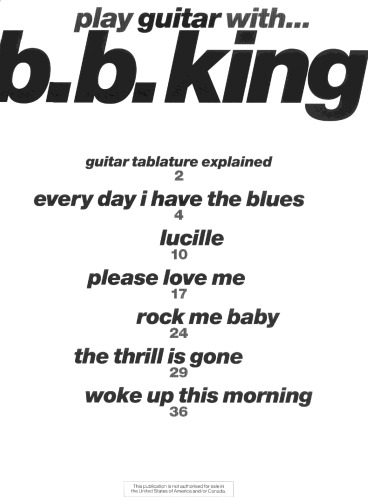 play guitar with...
b.b. king
guitar tablature explained
2
every day i have the blues
4
lucille
10
please love me
17
rock me baby
24
the thrill is gone
29
woke up this morning
36
This publication is not authorised for sale in
the United States of America and/or Canada